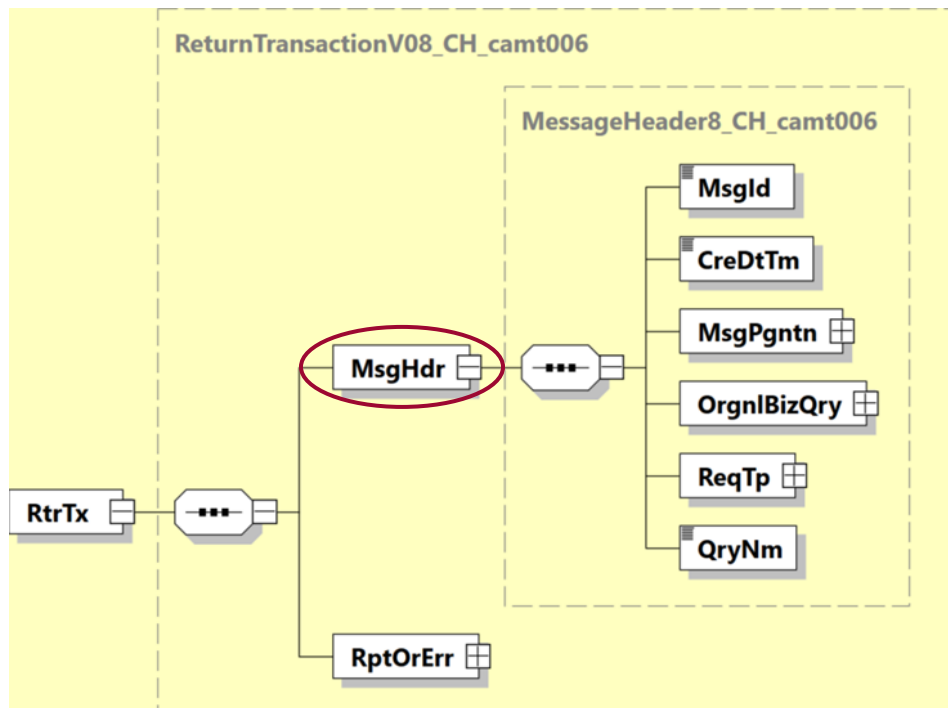 ReturnTransactionV08_CH_camt006
MessageHeader8_CH_camt006
MsgId
CreDtTm
MsgPgntn
OrgnlBizQry
ReqTp
QryNm
MsgHdr
RtrTx
RptOrErr